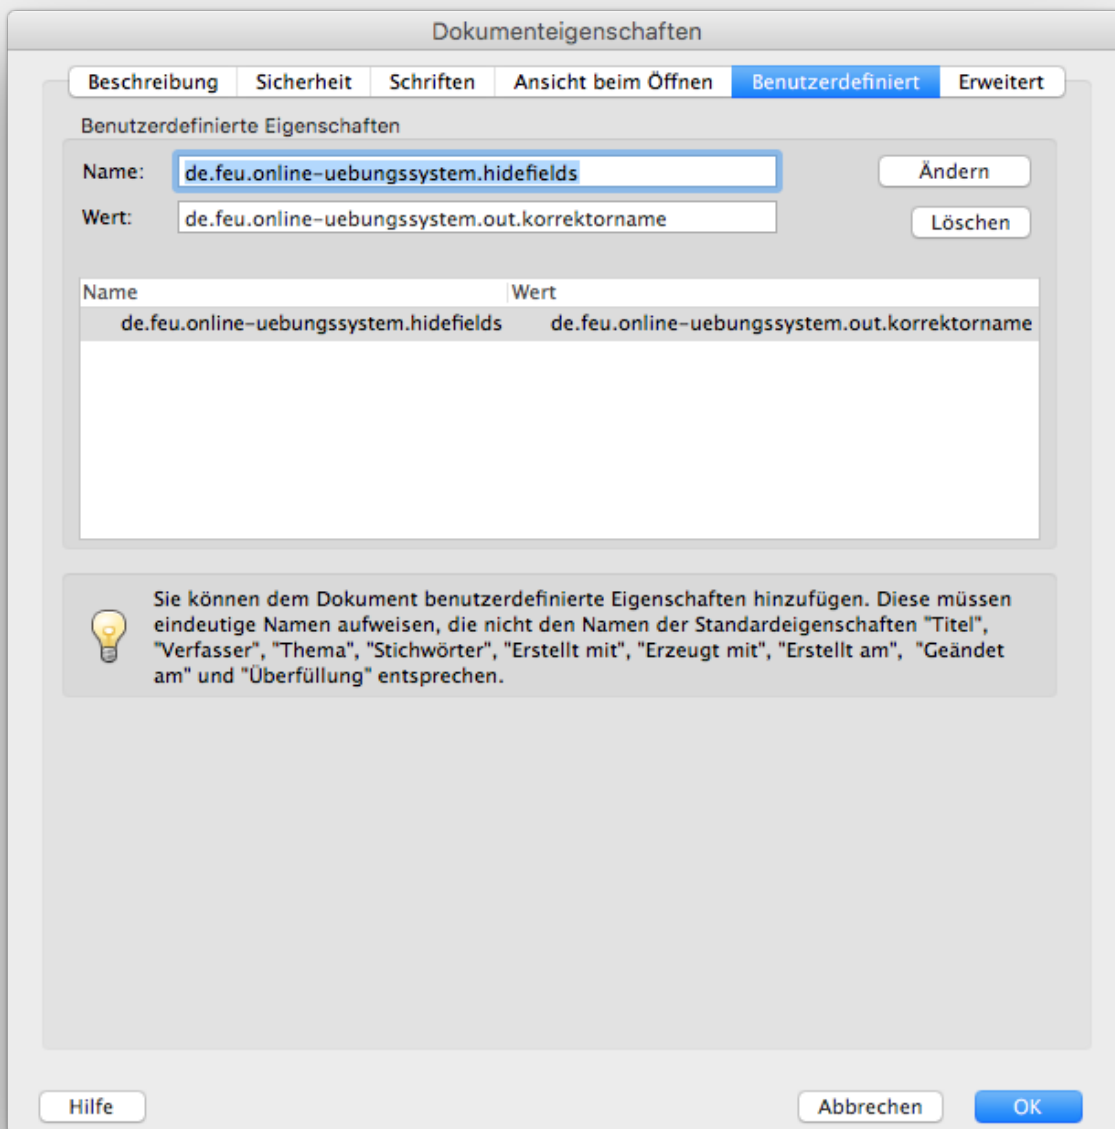 Dokumenteigenschaften
Beschreibung Sicherheit Schriften Ansicht beim Öffnen Benutzerdefiniert Erweitert
Benutzerdefinierte Eigenschaften
Name: de.feu.online-uebungssystem.hidefields Ändern
Wert: de.feu.online-uebungssystem.out.korrektorname Löschen
Name Wert
de.feu.online-uebungssystem.hidefields de.feu.online-uebungssystem.out.korrektorname
Sie können dem Dokument benutzerdefinierte Eigenschaften hinzufügen. Diese müssen
eindeutige Namen aufweisen, die nicht den Namen der Standardeigenschaften "Titel",
"Verfasser", "Thema", "Stichwörter", "Erstellt mit", "Erzeugt mit", "Erstellt am", "Geändet
am" und "Überfüllung" entsprechen.
Hilfe Abbrechen OK